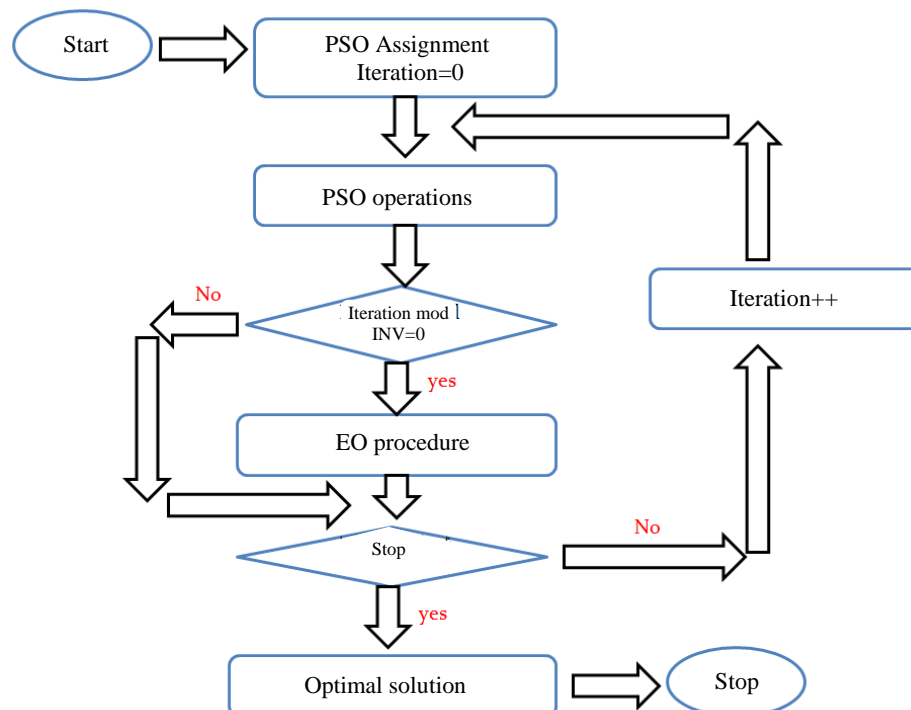 Start
PSO Assignment
Iteration=0
PSO operations
No
Iteration mod
INV=0
Iteration++
yes
EO procedure
No
Stop
yes
Optimal solution
Stop